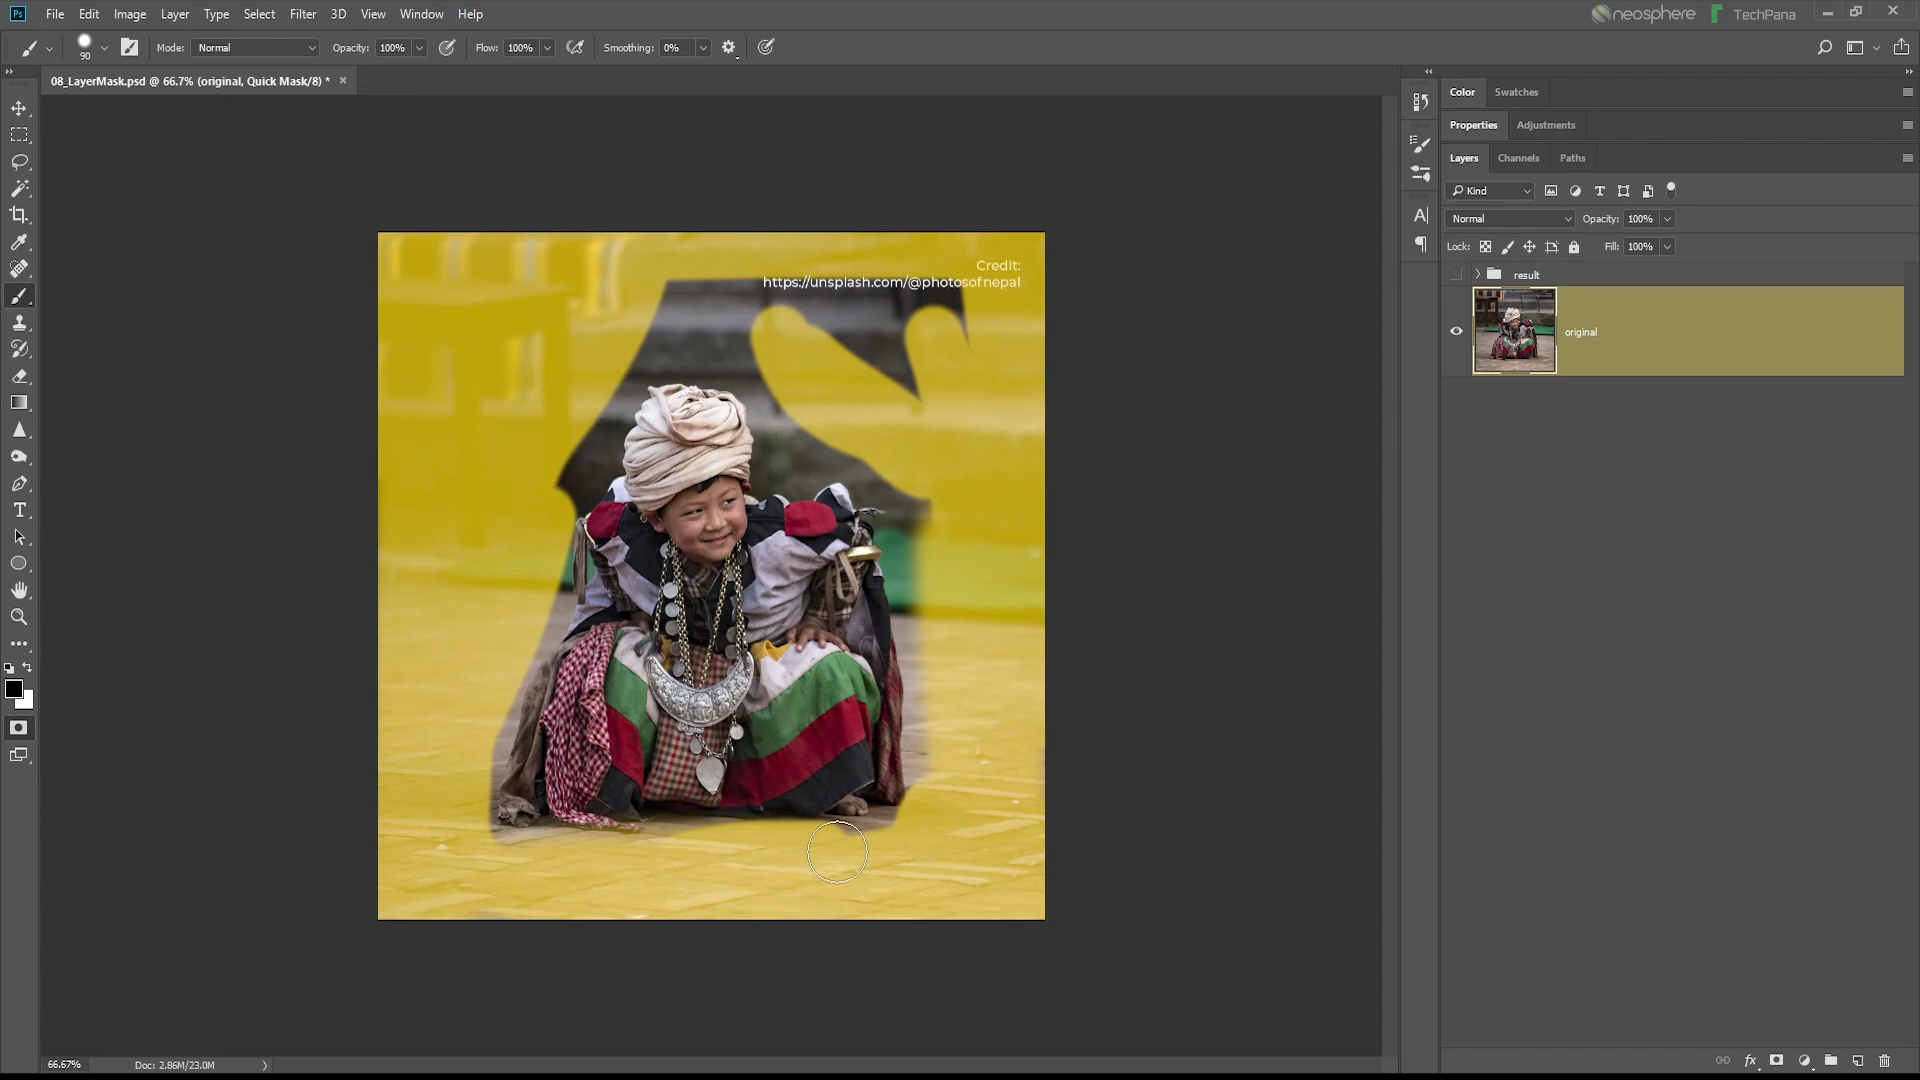 Ps File Edit Image Layer Type Select Filter 3D View Window Help
neosphere TechPana
90 Mode: Normal Opacity: 100% Flow: 100% Smoothing: 0%
08_LayerMask.psd @ 66.7% (original, Quick Mask/8) *
Color Swatches
Properties Adjustments
Layers Channels Paths
Kind
Normal Opacity: 100%
Lock: Fill: 100%
result
original
Credit:
https://unsplash.com/@photosofnepal
66.67% Doc: 2.86M/23.0M